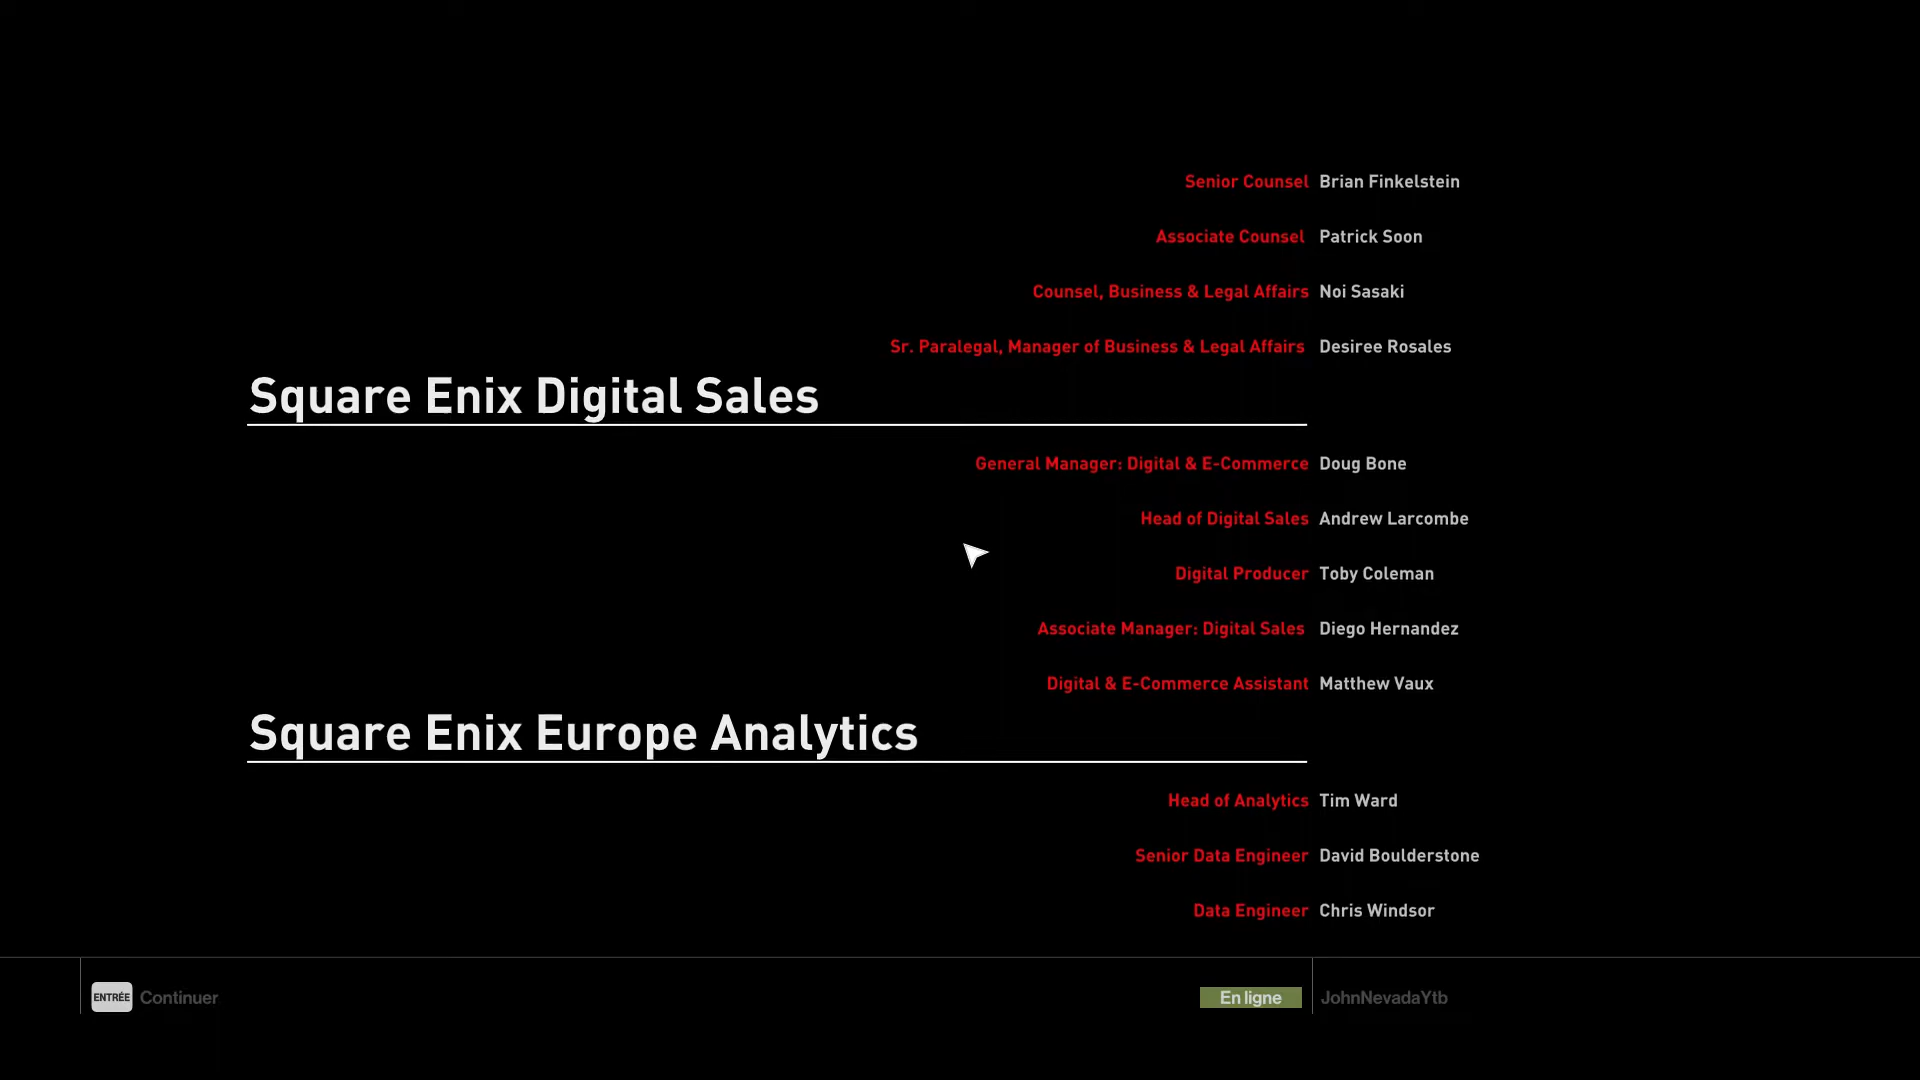 Senior Counsel Brian Finkelstein
Associate Counsel Patrick Soon
Counsel, Business & Legal Affairs Noi Sasaki
Sr. Paralegal, Manager of Business & Legal Affairs Desiree Rosales
Square Enix Digital Sales
General Manager: Digital & E-Commerce Doug Bone
Head of Digital Sales Andrew Larcombe
Digital Producer Toby Coleman
Associate Manager: Digital Sales Diego Hernandez
Digital & E-Commerce Assistant Matthew Vaux
Square Enix Europe Analytics
Head of Analytics Tim Ward
Senior Data Engineer David Boulderstone
Data Engineer Chris Windsor
ENTRÉE Continuer En ligne JohnNevadaYtb